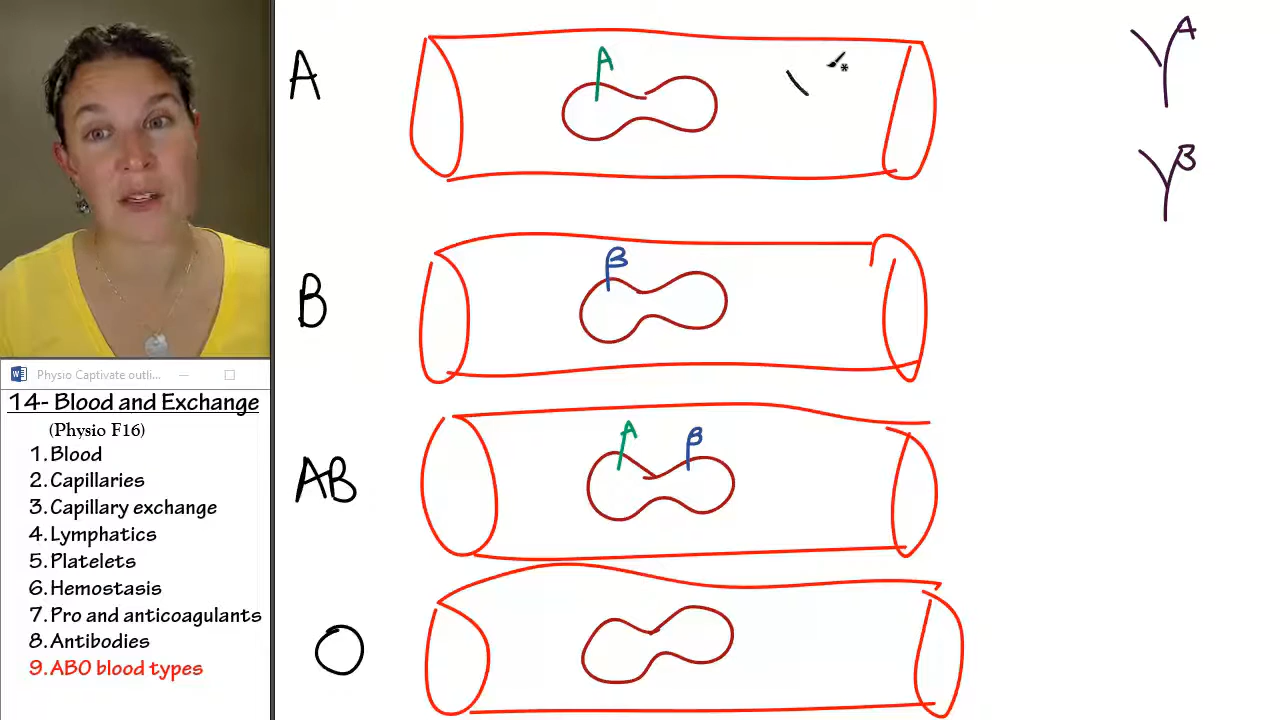 A
A
A
B
B
β
AB
A
β
O
Physio Captivate outli...
14- Blood and Exchange
(Physio F16)
1. Blood
2. Capillaries
3. Capillary exchange
4. Lymphatics
5. Platelets
6. Hemostasis
7. Pro and anticoagulants
8. Antibodies
9. ABO blood types